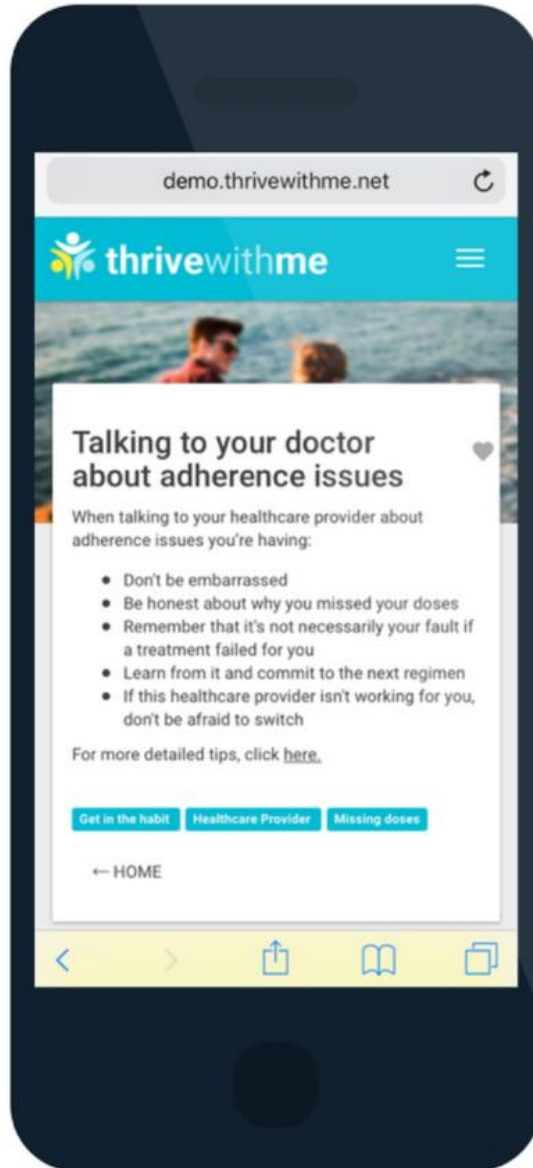 demo.thrivewithme.net
thrivewithme
Talking to your doctor
about adherence issues
When talking to your healthcare provider about
adherence issues you're having:
Don't be embarrassed
Be honest about why you missed your doses
Remember that it's not necessarily your fault if
a treatment failed for you
Learn from it and commit to the next regimen
If this healthcare provider isn't working for you,
don't be afraid to switch
For more detailed tips, click here.
Get in the habit Healthcare Provider Missing doses
← HOME